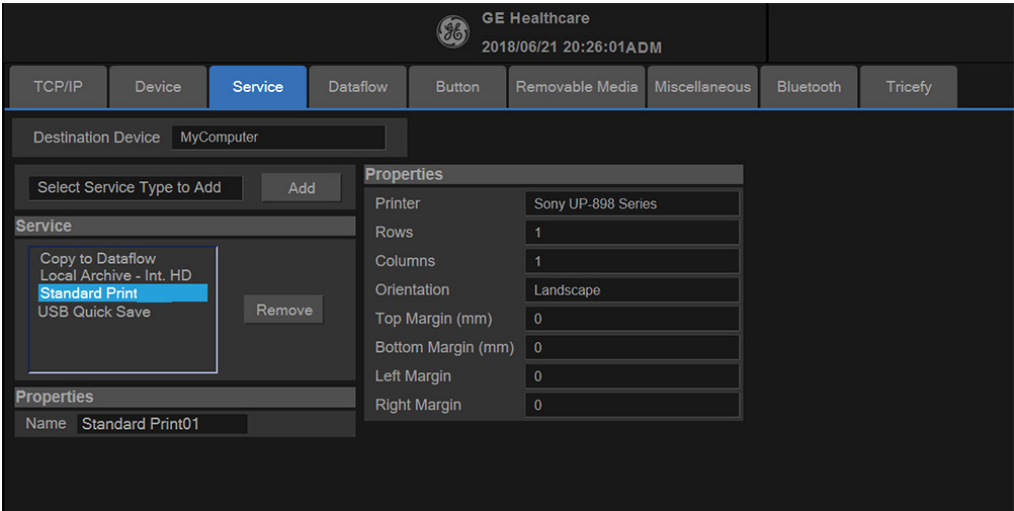 GE Healthcare
2018/06/21 20:26:01ADM
TCP/IP Device Service Dataflow Button Removable Media Miscellaneous Bluetooth Tricefy
Destination Device MyComputer
Select Service Type to Add Add
Service
Copy to Dataflow
Local Archive - Int. HD
Standard Print
USB Quick Save
Remove
Properties
Name Standard Print01
Properties
Printer Sony UP-898 Series
Rows 1
Columns 1
Orientation Landscape
Top Margin (mm) 0
Bottom Margin (mm) 0
Left Margin 0
Right Margin 0